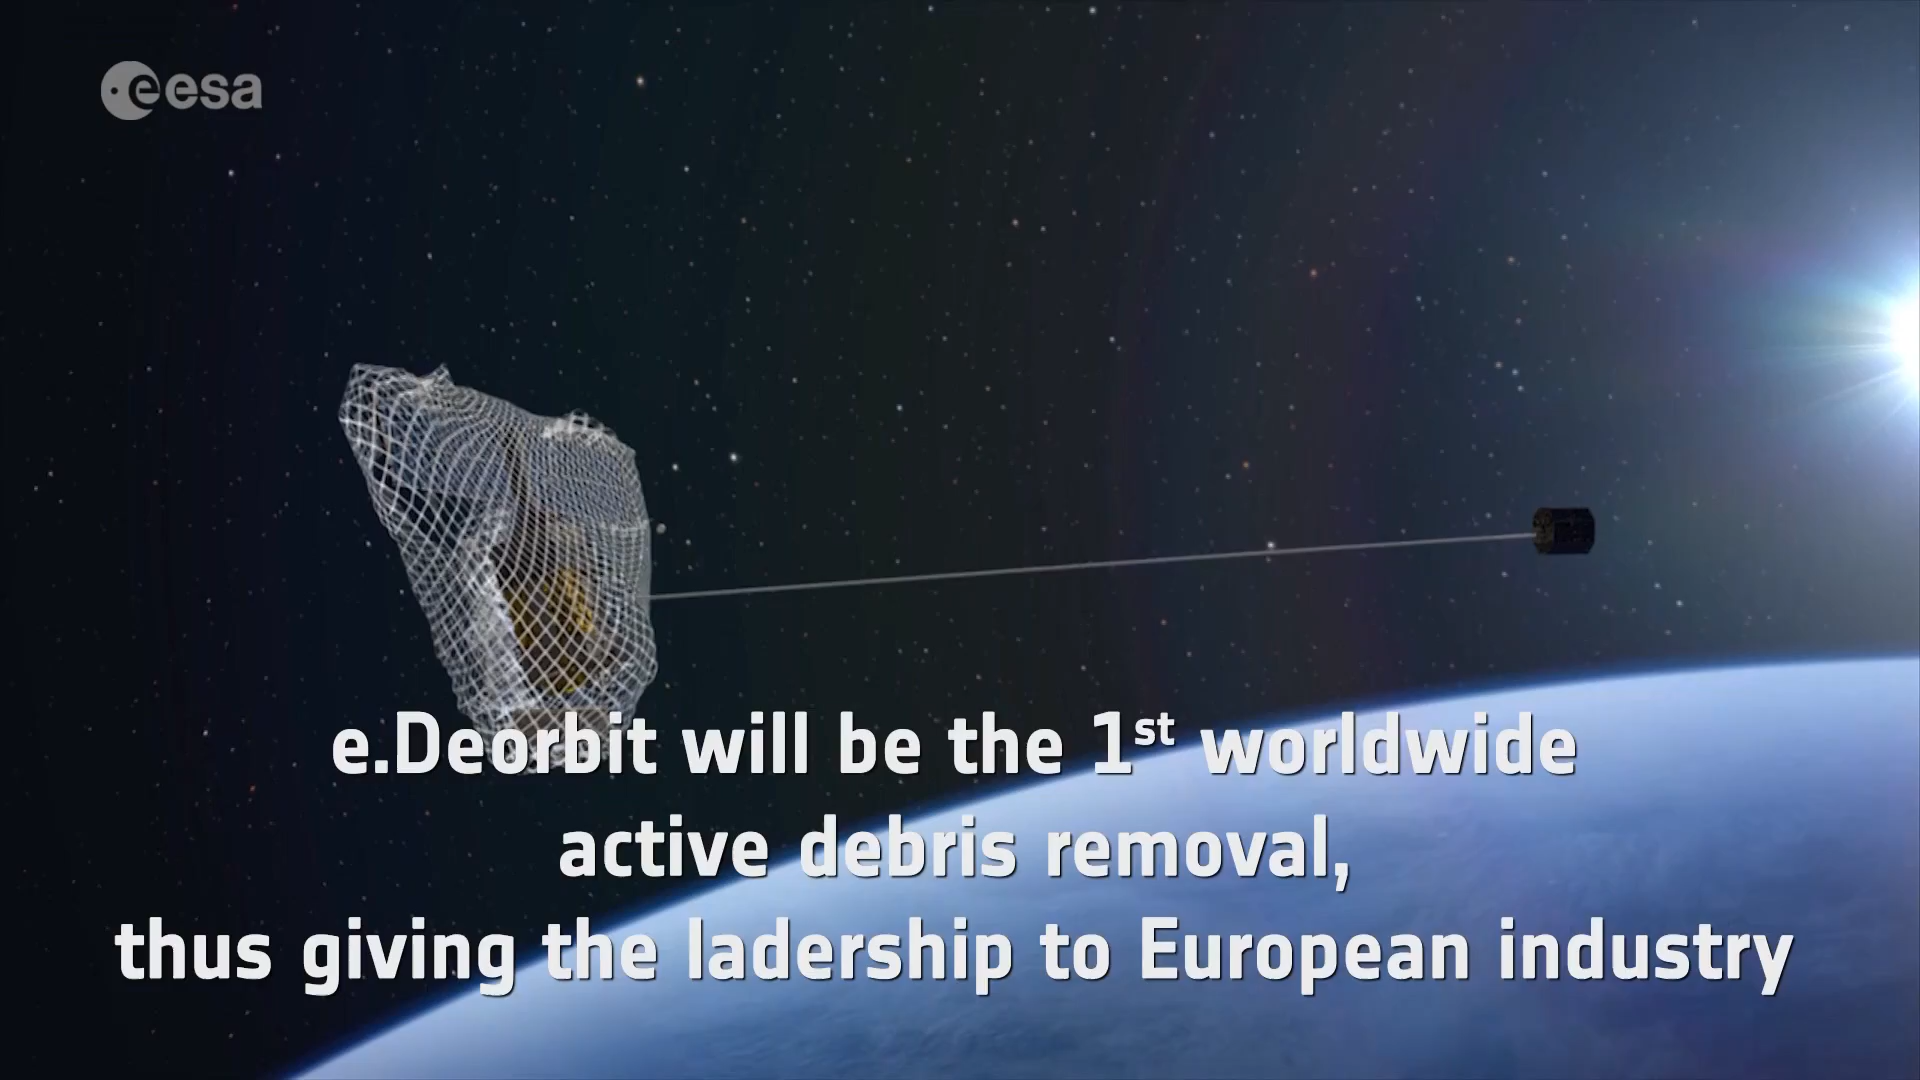 esa
e.Deorbit will be the 1st worldwide
active debris removal,
thus giving the ladership to European industry